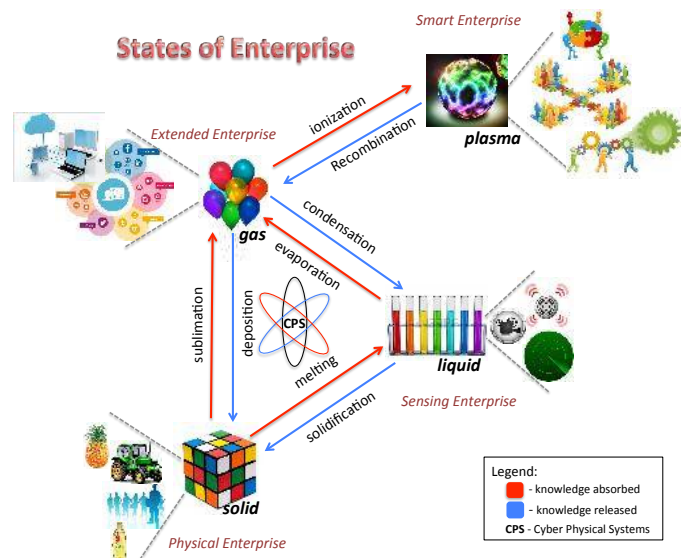 States of Enterprise
Smart Enterprise
plasma
ionization
Recombination
Extended Enterprise
gas
condensation
evaporation
sublimation
deposition
CPS
melting
solidification
liquid
Sensing Enterprise
solid
Physical Enterprise
Legend:
- knowledge absorbed
- knowledge released
CPS - Cyber Physical Systems